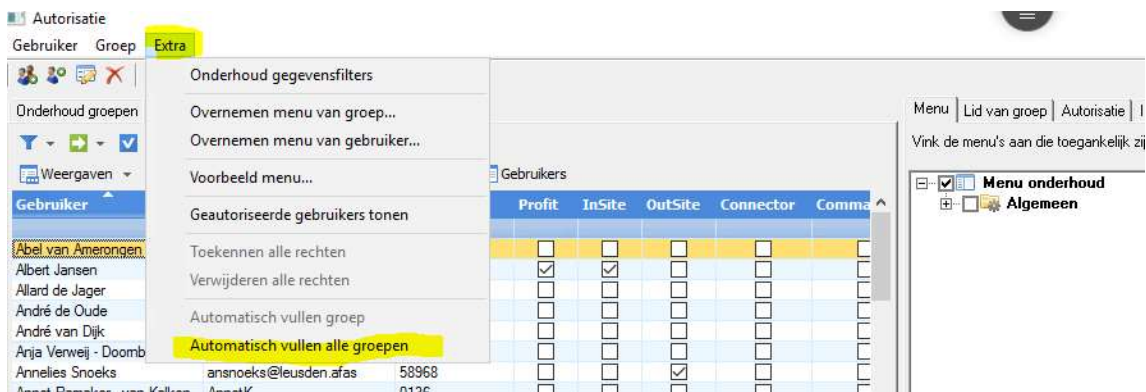 Autorisatie
Gebruiker Groep Extra
Onderhoud groepen
Weergaven
Onderhoud gegevensfilters
Overnemen menu van groep...
Overnemen menu van gebruiker...
Voorbeeld menu...
Geautoriseerde gebruikers tonen
Toekennen alle rechten
Verwijderen alle rechten
Automatisch vullen groep
Automatisch vullen alle groepen
Gebruikers
Gebruiker Profit InSite OutSite Connector Comma
Abel van Amerongen
Albert Jansen
Allard de Jager
André de Oude
André van Dijk
Anja Verweij - Doomb
Annelies Snoeks ansnoeks@leusden.afas 58968
Menu Lid van groep Autorisatie I
Vink de menu's aan die toegankelijk zij
Menu onderhoud
Algemeen